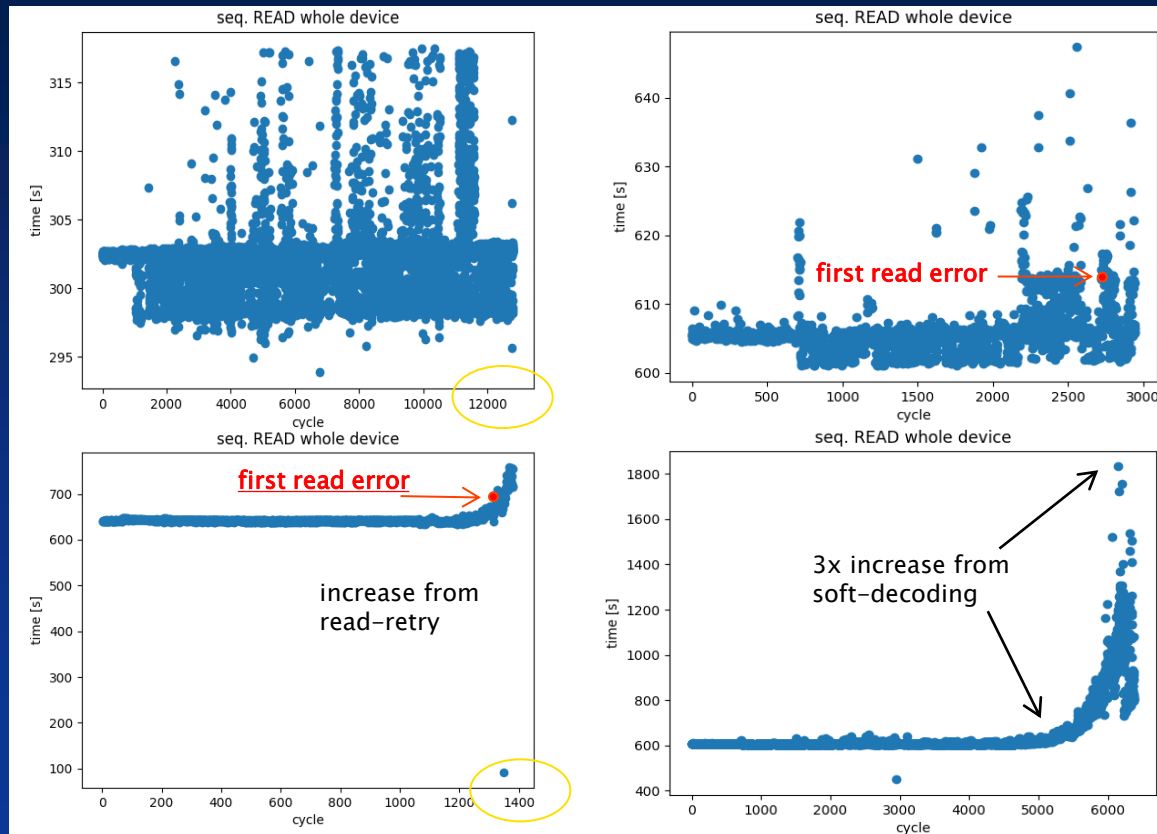 seq. READ whole device
time [s]
315
310
305
300
295
0 2000 4000 6000 8000 10000 12000
cycle
seq. READ whole device
time [s]
640
630
620
610
600
first read error
0 500 1000 1500 2000 2500 3000
cycle
seq. READ whole device
time [s]
700
600
500
400
300
200
100
first read error
increase from
read-retry
0 200 400 600 800 1000 1200 1400
cycle
seq. READ whole device
time [s]
1800
1600
1400
1200
1000
800
600
400
3x increase from
soft-decoding
0 1000 2000 3000 4000 5000 6000
cycle